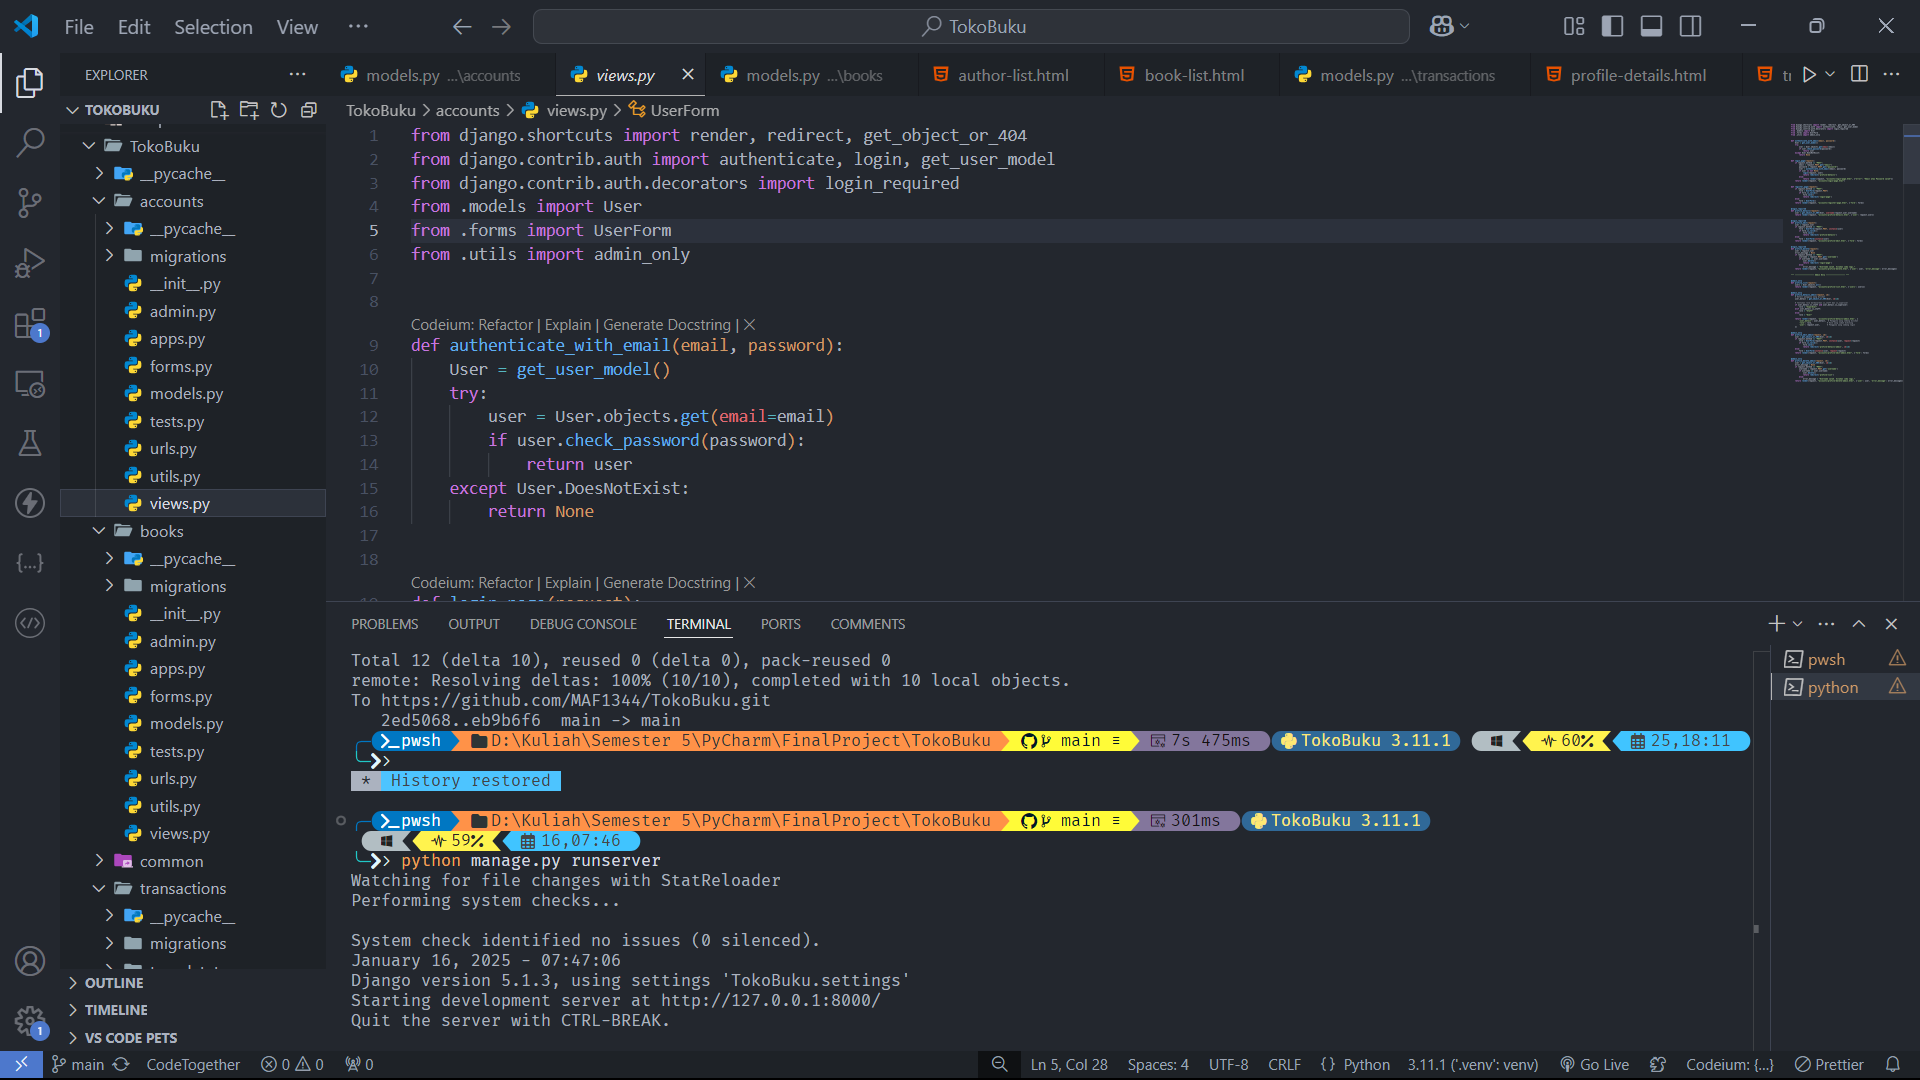 File Edit Selection View ···
TokoBuku
EXPLORER
models.py ...\accounts
views.py
models.py ...\books
author-list.html
book-list.html
models.py ...\transactions
profile-details.html
TOKOBUKU
TokoBuku > accounts > views.py > UserForm
TokoBuku
__pycache__
accounts
__pycache__
migrations
__init__.py
admin.py
apps.py
forms.py
models.py
tests.py
urls.py
utils.py
views.py
books
__pycache__
migrations
__init__.py
admin.py
apps.py
forms.py
models.py
tests.py
urls.py
utils.py
views.py
common
transactions
__pycache__
migrations
OUTLINE
TIMELINE
VS CODE PETS
1 from django.shortcuts import render, redirect, get_object_or_404
2 from django.contrib.auth import authenticate, login, get_user_model
3 from django.contrib.auth.decorators import login_required
4 from .models import User
5 from .forms import UserForm
6 from .utils import admin_only
7
8
Codeium: Refactor | Explain | Generate Docstring | X
9 def authenticate_with_email(email, password):
10 User = get_user_model()
11 try:
12 user = User.objects.get(email=email)
13 if user.check_password(password):
14 return user
15 except User.DoesNotExist:
16 return None
17
18
Codeium: Refactor | Explain | Generate Docstring | X
PROBLEMS OUTPUT DEBUG CONSOLE TERMINAL PORTS COMMENTS
Total 12 (delta 10), reused 0 (delta 0), pack-reused 0
remote: Resolving deltas: 100% (10/10), completed with 10 local objects.
To https://github.com/MAF1344/TokoBuku.git
2ed5068..eb9b6f6 main -> main
pwsh D:\Kuliah\Semester 5\PyCharm\FinalProject\TokoBuku main ≡ 7s 475ms TokoBuku 3.11.1 60% 25,18:11
* History restored
pwsh D:\Kuliah\Semester 5\PyCharm\FinalProject\TokoBuku main ≡ 301ms TokoBuku 3.11.1
59% 16,07:46
python manage.py runserver
Watching for file changes with StatReloader
Performing system checks...
System check identified no issues (0 silenced).
January 16, 2025 - 07:47:06
Django version 5.1.3, using settings 'TokoBuku.settings'
Starting development server at http://127.0.0.1:8000/
Quit the server with CTRL-BREAK.
pwsh
python
1
1
main CodeTogether 0 0 0 Ln 5, Col 28 Spaces: 4 UTF-8 CRLF {} Python 3.11.1 ('.venv': venv) Go Live Codeium: {...} Prettier